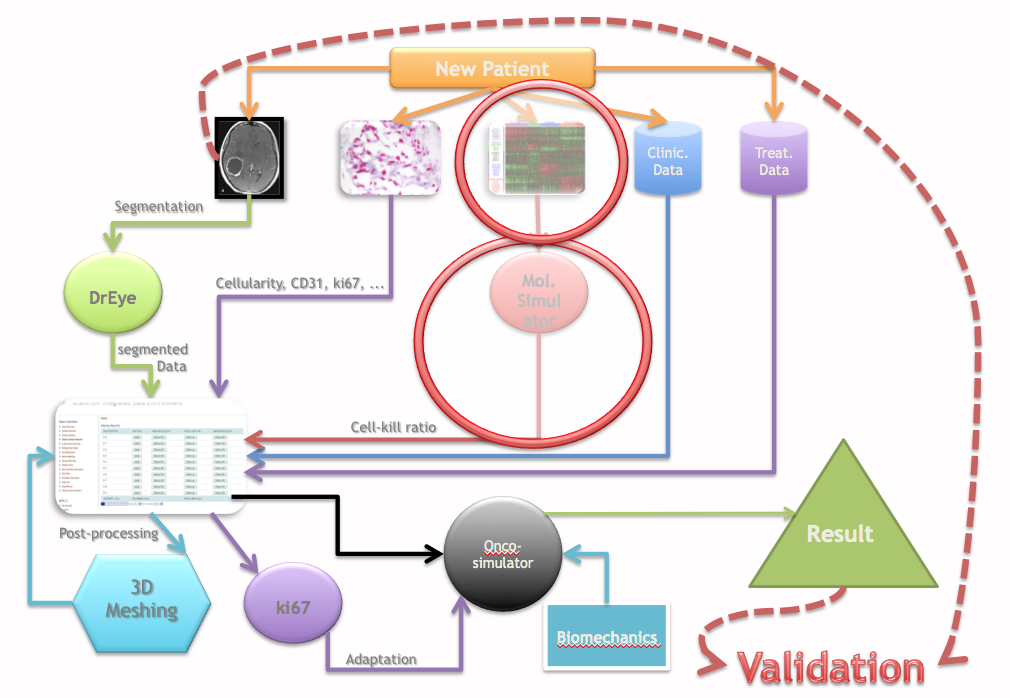 New Patient
Clinic.
Data
Treat.
Data
Segmentation
DrEye
Cellularity, CD31, ki67, ...
Mol.
Simul
ator
segmented
Data
Cell-kill ratio
Post-processing
3D
Meshing
ki67
Adaptation
Onco-
simulator
Biomechanics
Result
Validation